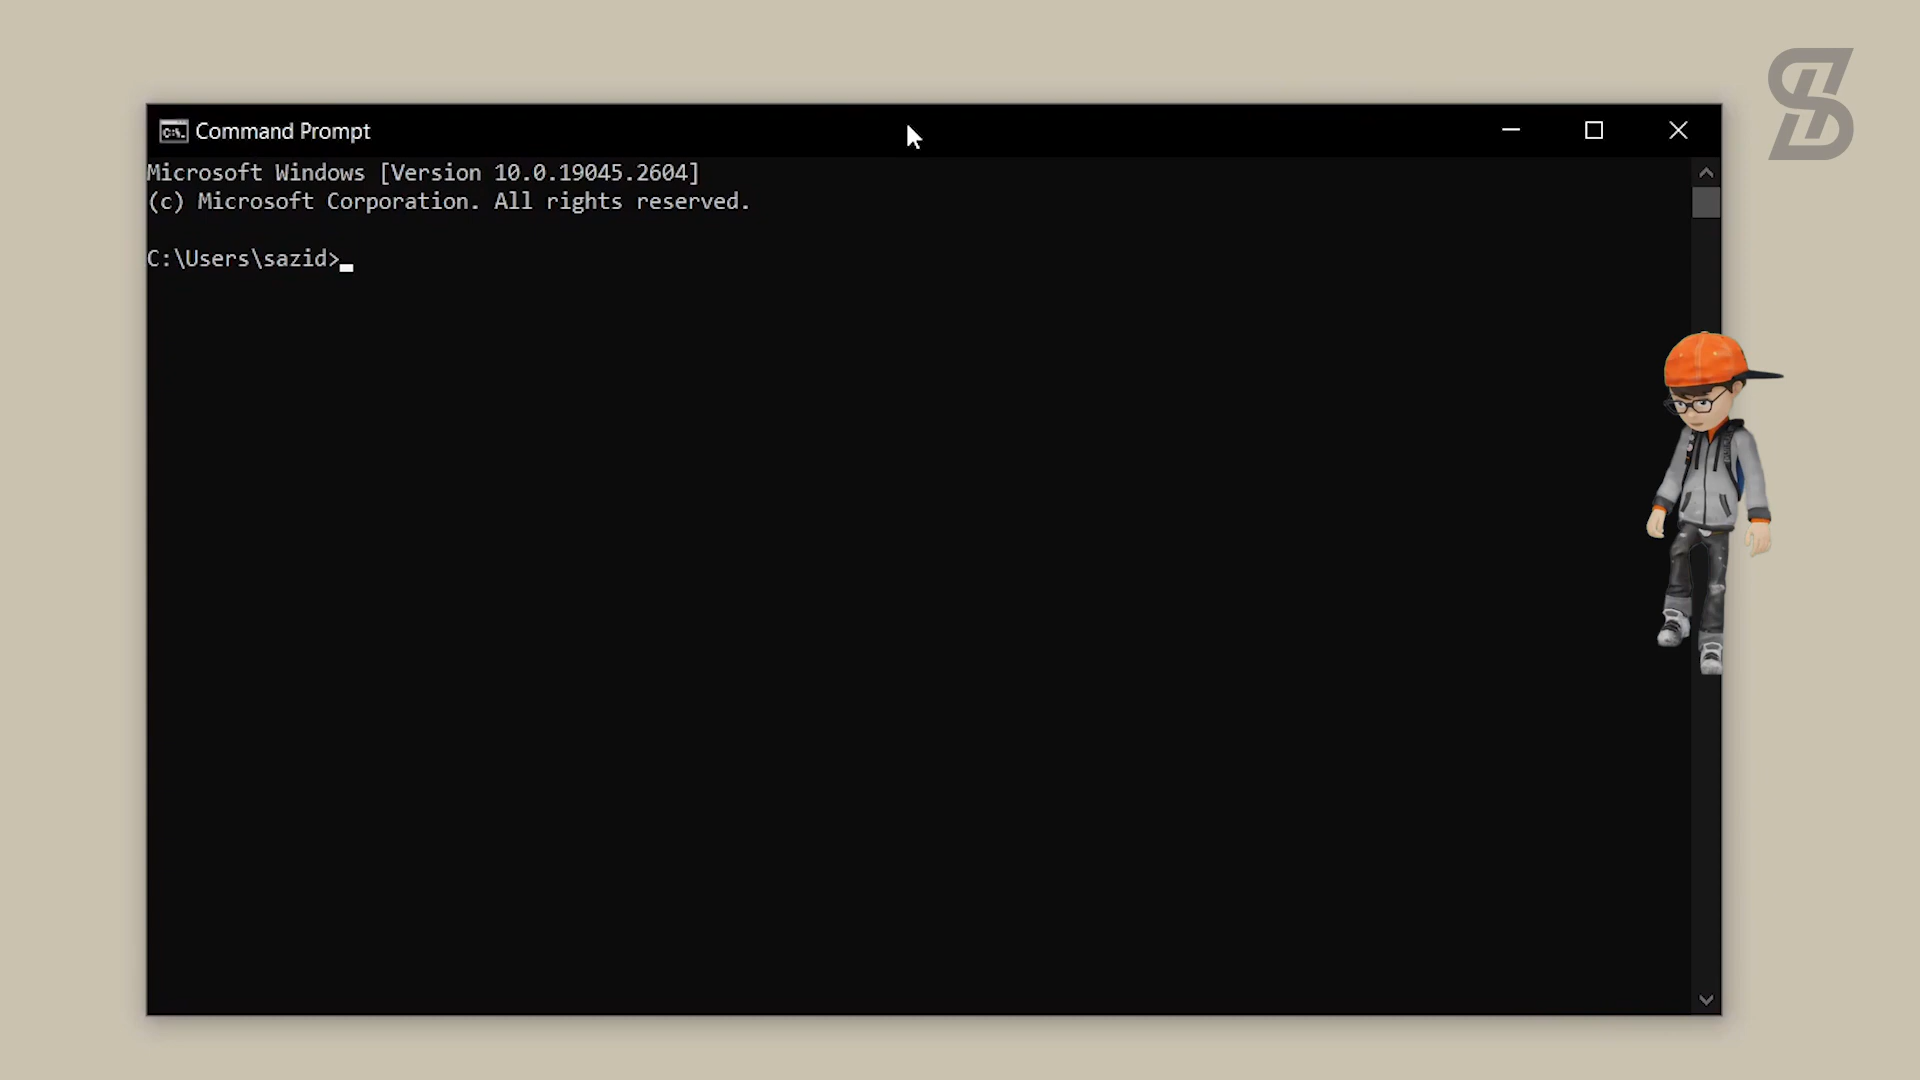 Command Prompt
Microsoft Windows [Version 10.0.19045.2604]
(c) Microsoft Corporation. All rights reserved.
C:\Users\sazid>